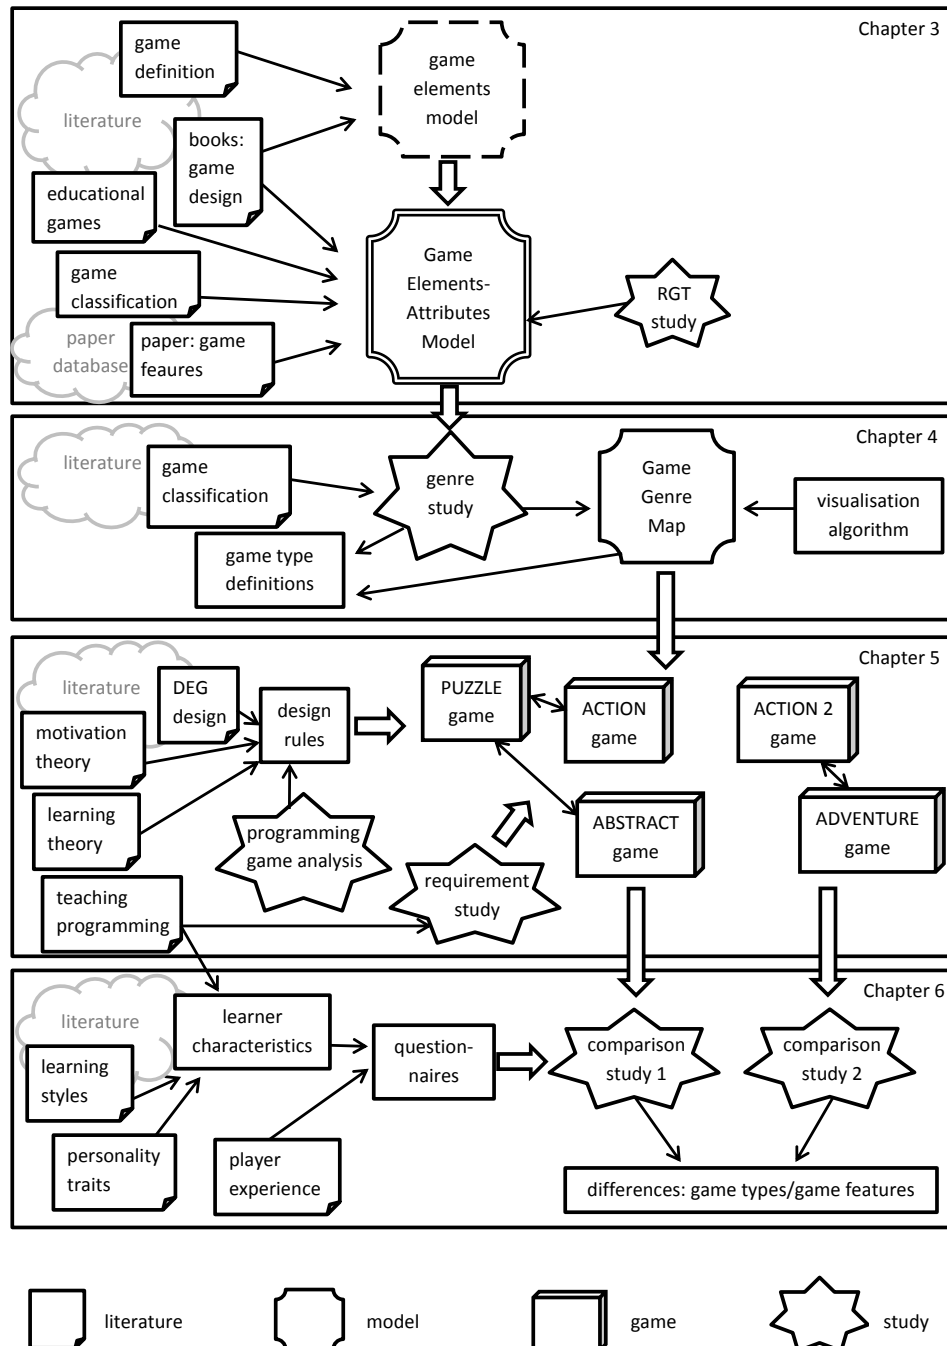 Chapter 3
game
definition
game
elements
model
literature
books:
game
design
educational
games
game
classification
Game
Elements-
Attributes
Model
RGT
study
paper
database
paper: game
feaures
Chapter 4
literature
game
classification
genre
study
Game
Genre
Map
visualisation
algorithm
game type
definitions
Chapter 5
literature
DEG
design
design
rules
PUZZLE
game
ACTION
game
ACTION 2
game
motivation
theory
learning
theory
programming
game analysis
ABSTRACT
game
ADVENTURE
game
requirement
study
teaching
programming
Chapter 6
literature
learner
characteristics
question-
naires
comparison
study 1
comparison
study 2
learning
styles
personality
traits
player
experience
differences: game types/game features
literature
model
game
study